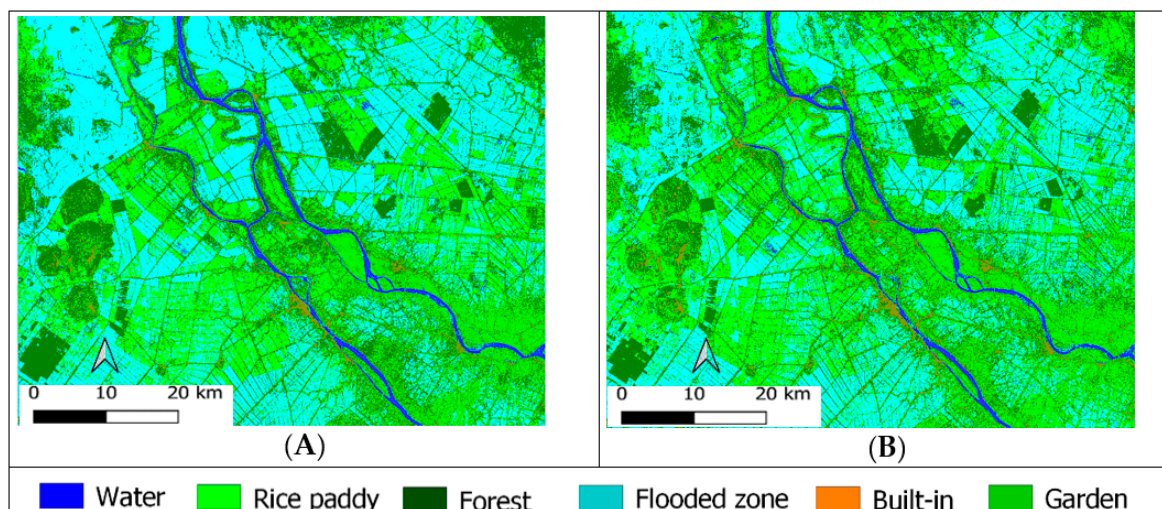 0 10 20 km
0 10 20 km
(A)
(B)
Water Rice paddy Forest Flooded zone Built-in Garden